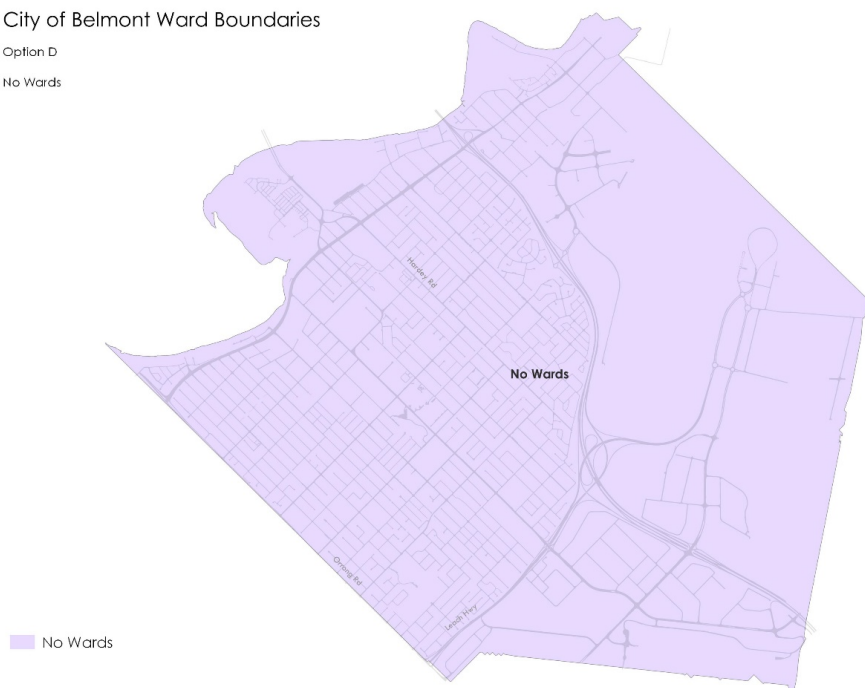 City of Belmont Ward Boundaries
Option D
No Wards
Hardey Rd
No Wards
Orrong Rd
Leach Hwy
No Wards